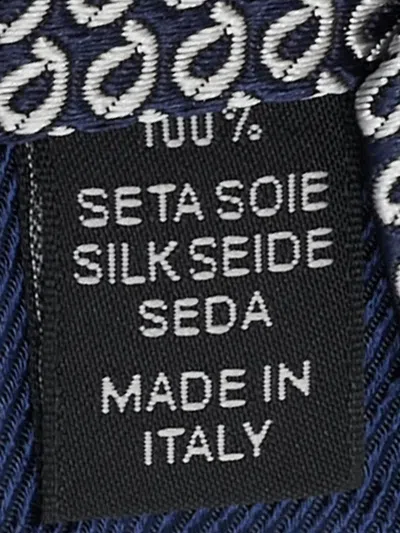 100%
SETA SOIE
SILK SEIDE
SEDA
MADE IN
ITALY